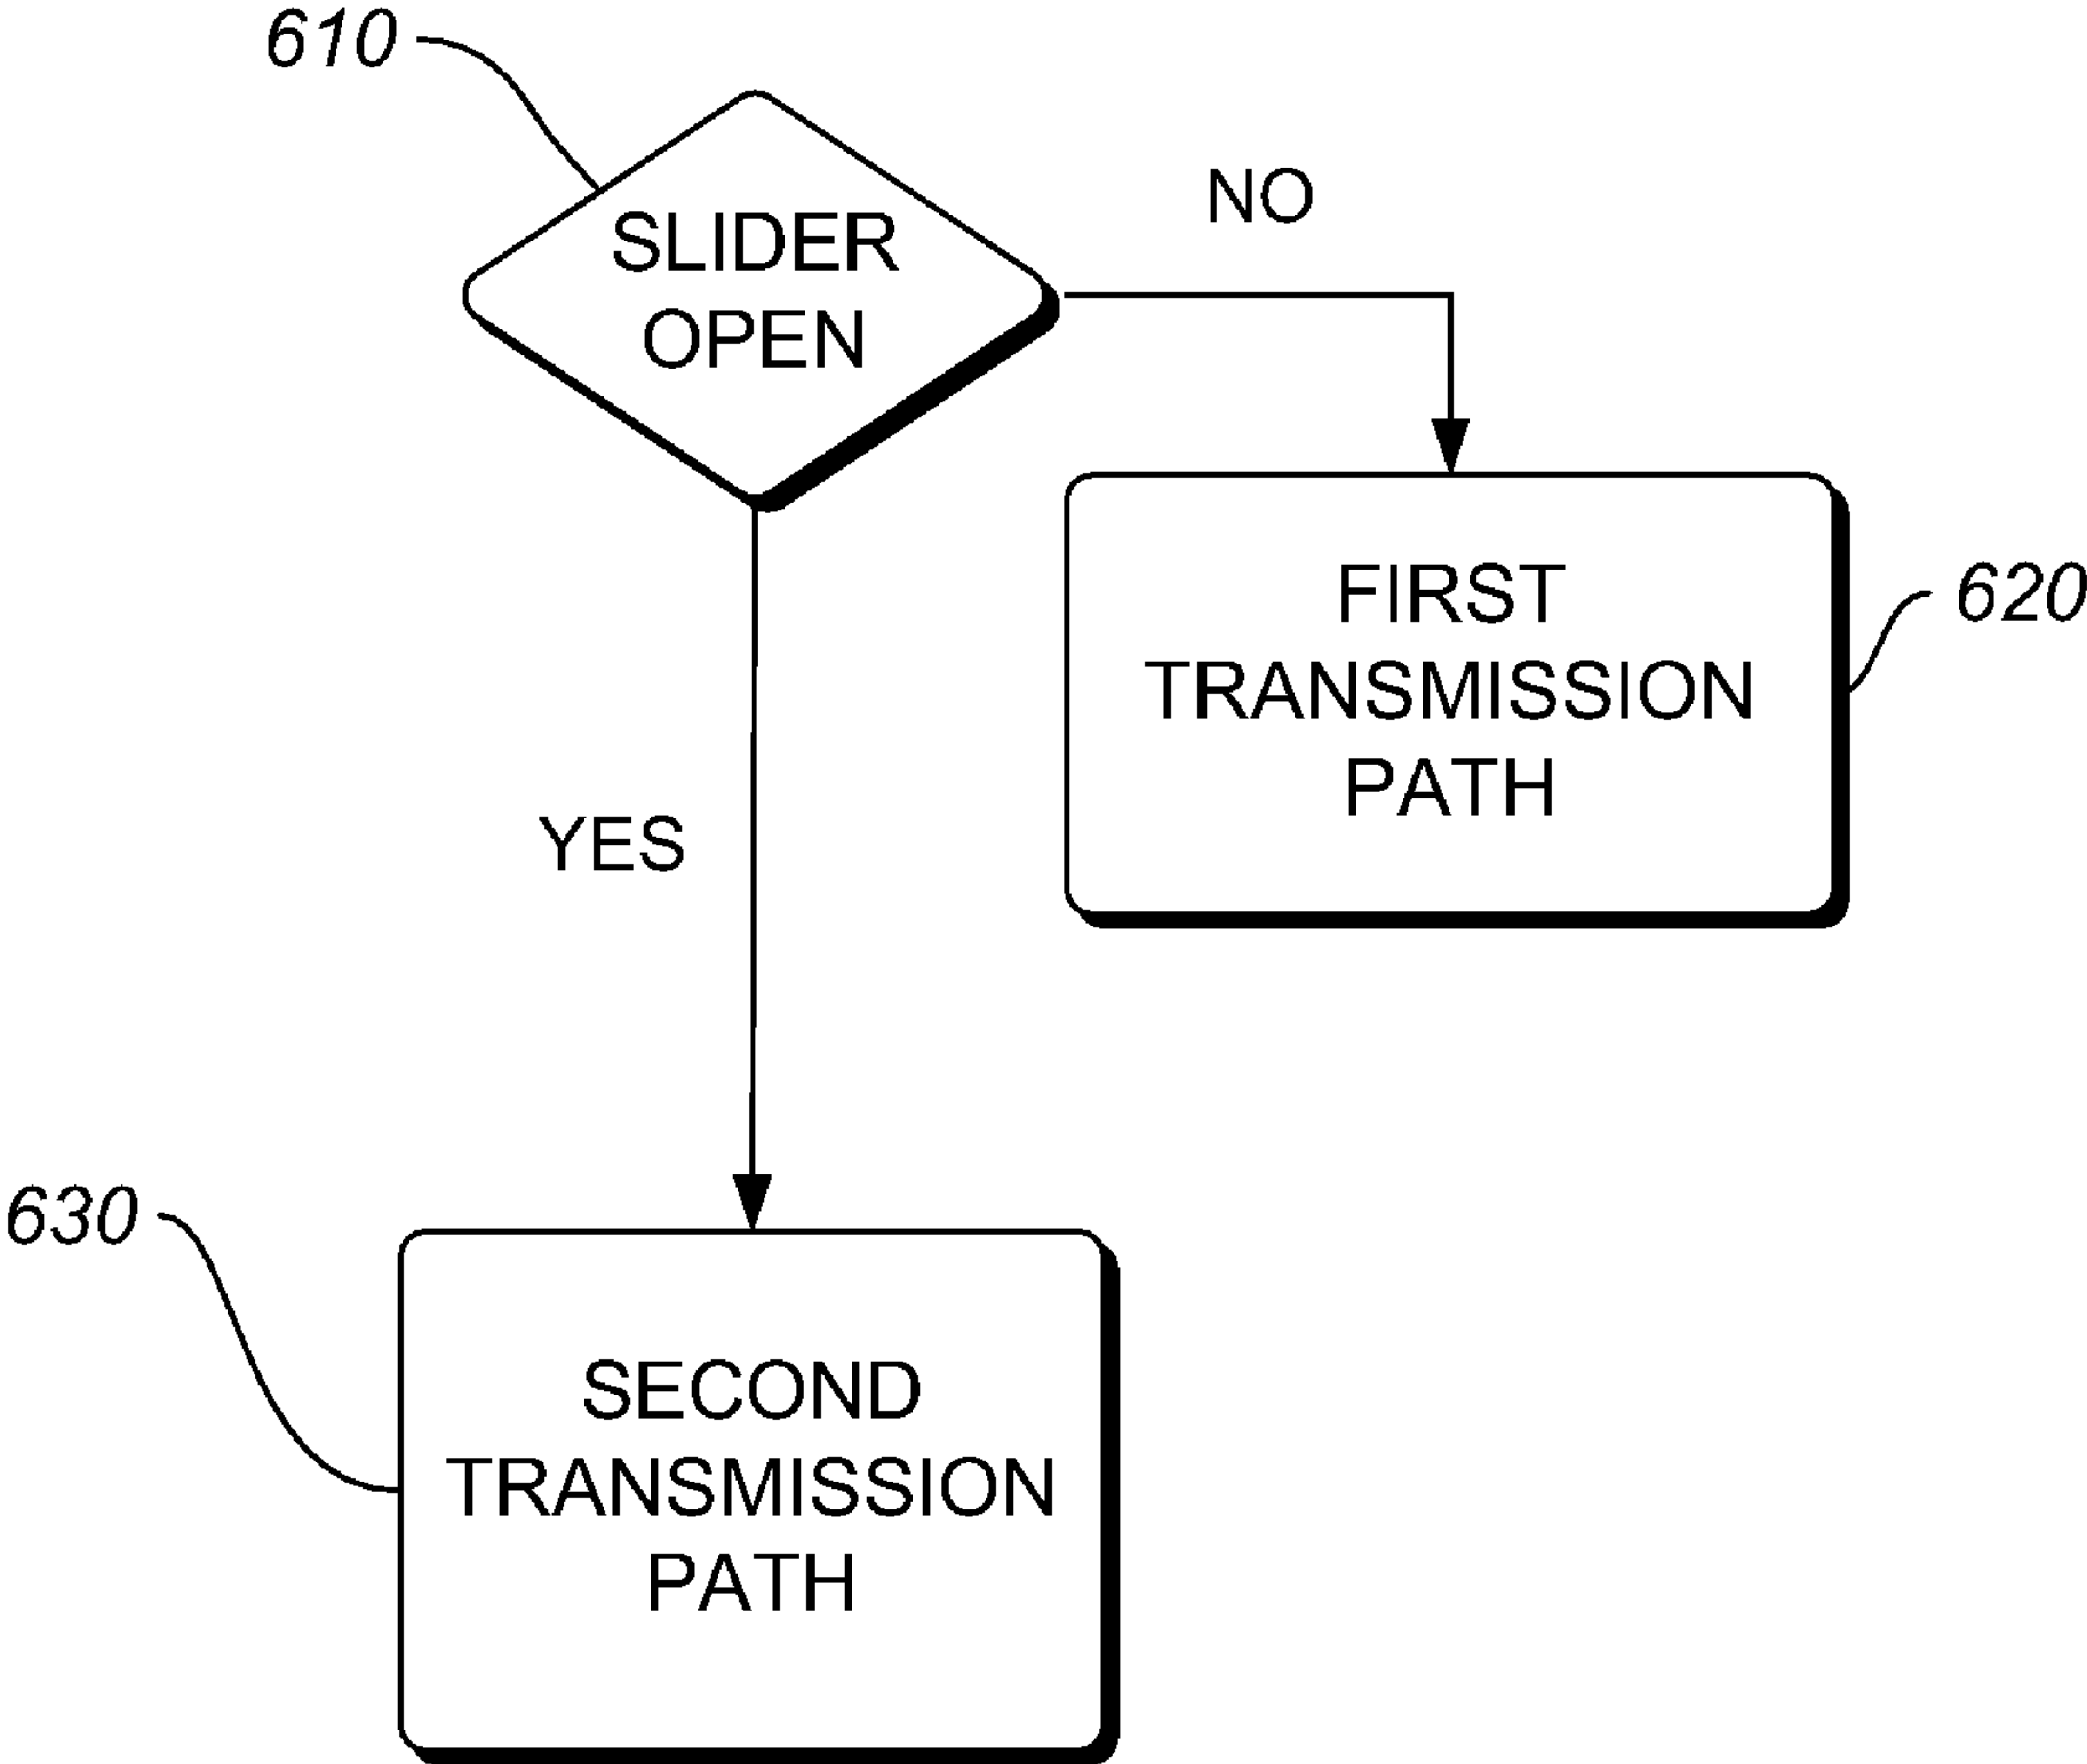 610
SLIDER
OPEN
NO
FIRST
TRANSMISSION
PATH
620
YES
630
SECOND
TRANSMISSION
PATH